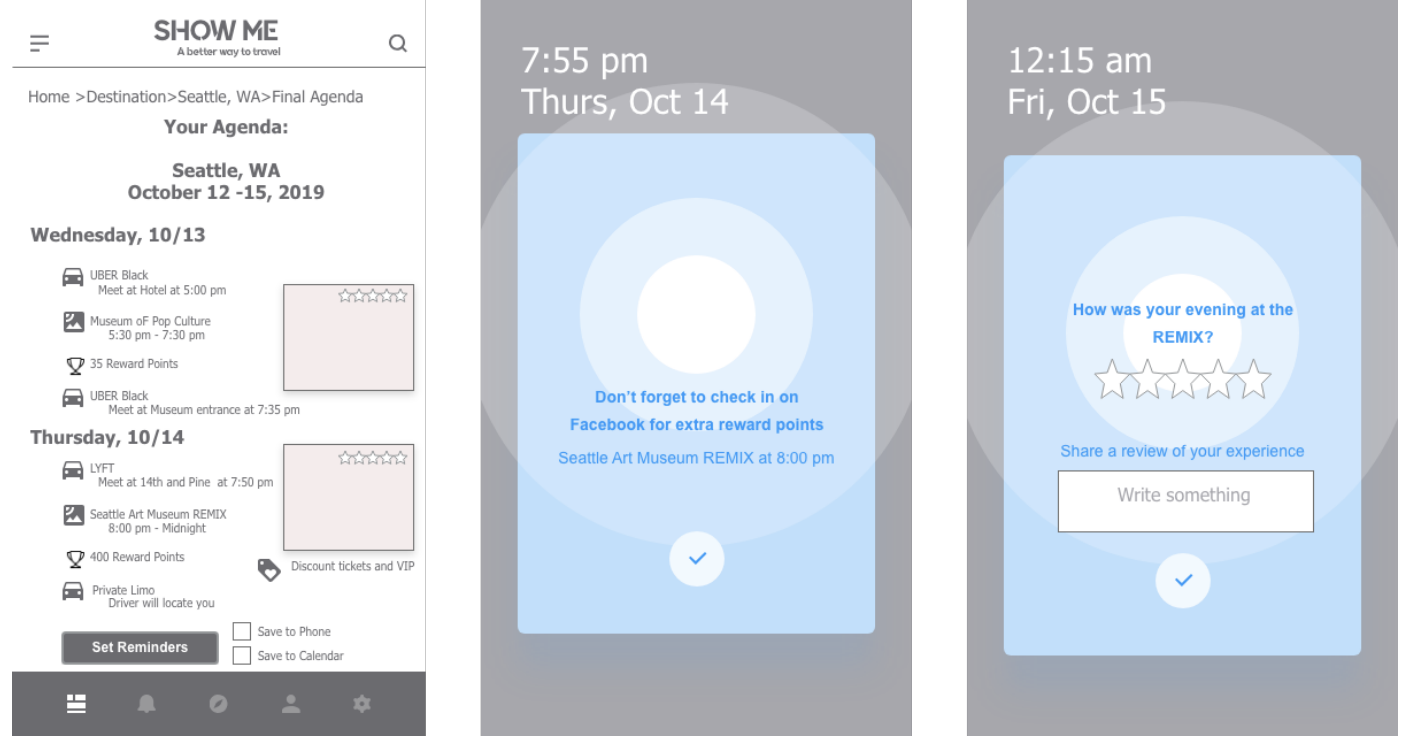 SHOW ME
A better way to travel
Home >Destination>Seattle, WA>Final Agenda
Your Agenda:
Seattle, WA
October 12 -15, 2019
Wednesday, 10/13
UBER Black
Meet at Hotel at 5:00 pm
Museum oF Pop Culture
5:30 pm - 7:30 pm
35 Reward Points
UBER Black
Meet at Museum entrance at 7:35 pm
Thursday, 10/14
LYFT
Meet at 14th and Pine at 7:50 pm
Seattle Art Museum REMIX
8:00 pm - Midnight
400 Reward Points
Discount tickets and VIP
Private Limo
Driver will locate you
Set Reminders
Save to Phone
Save to Calendar
7:55 pm
Thurs, Oct 14
Don't forget to check in on
Facebook for extra reward points
Seattle Art Museum REMIX at 8:00 pm
12:15 am
Fri, Oct 15
How was your evening at the
REMIX?
Share a review of your experience
Write something